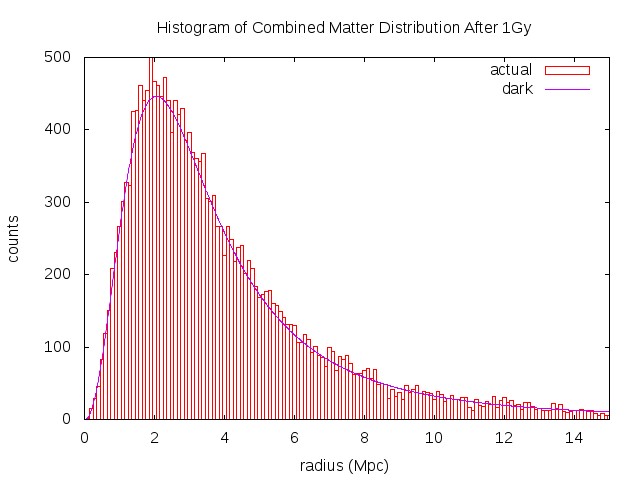 Histogram of Combined Matter Distribution After 1Gy
500
400
300
200
100
0
counts
actual
dark
0 2 4 6 8 10 12 14
radius (Mpc)